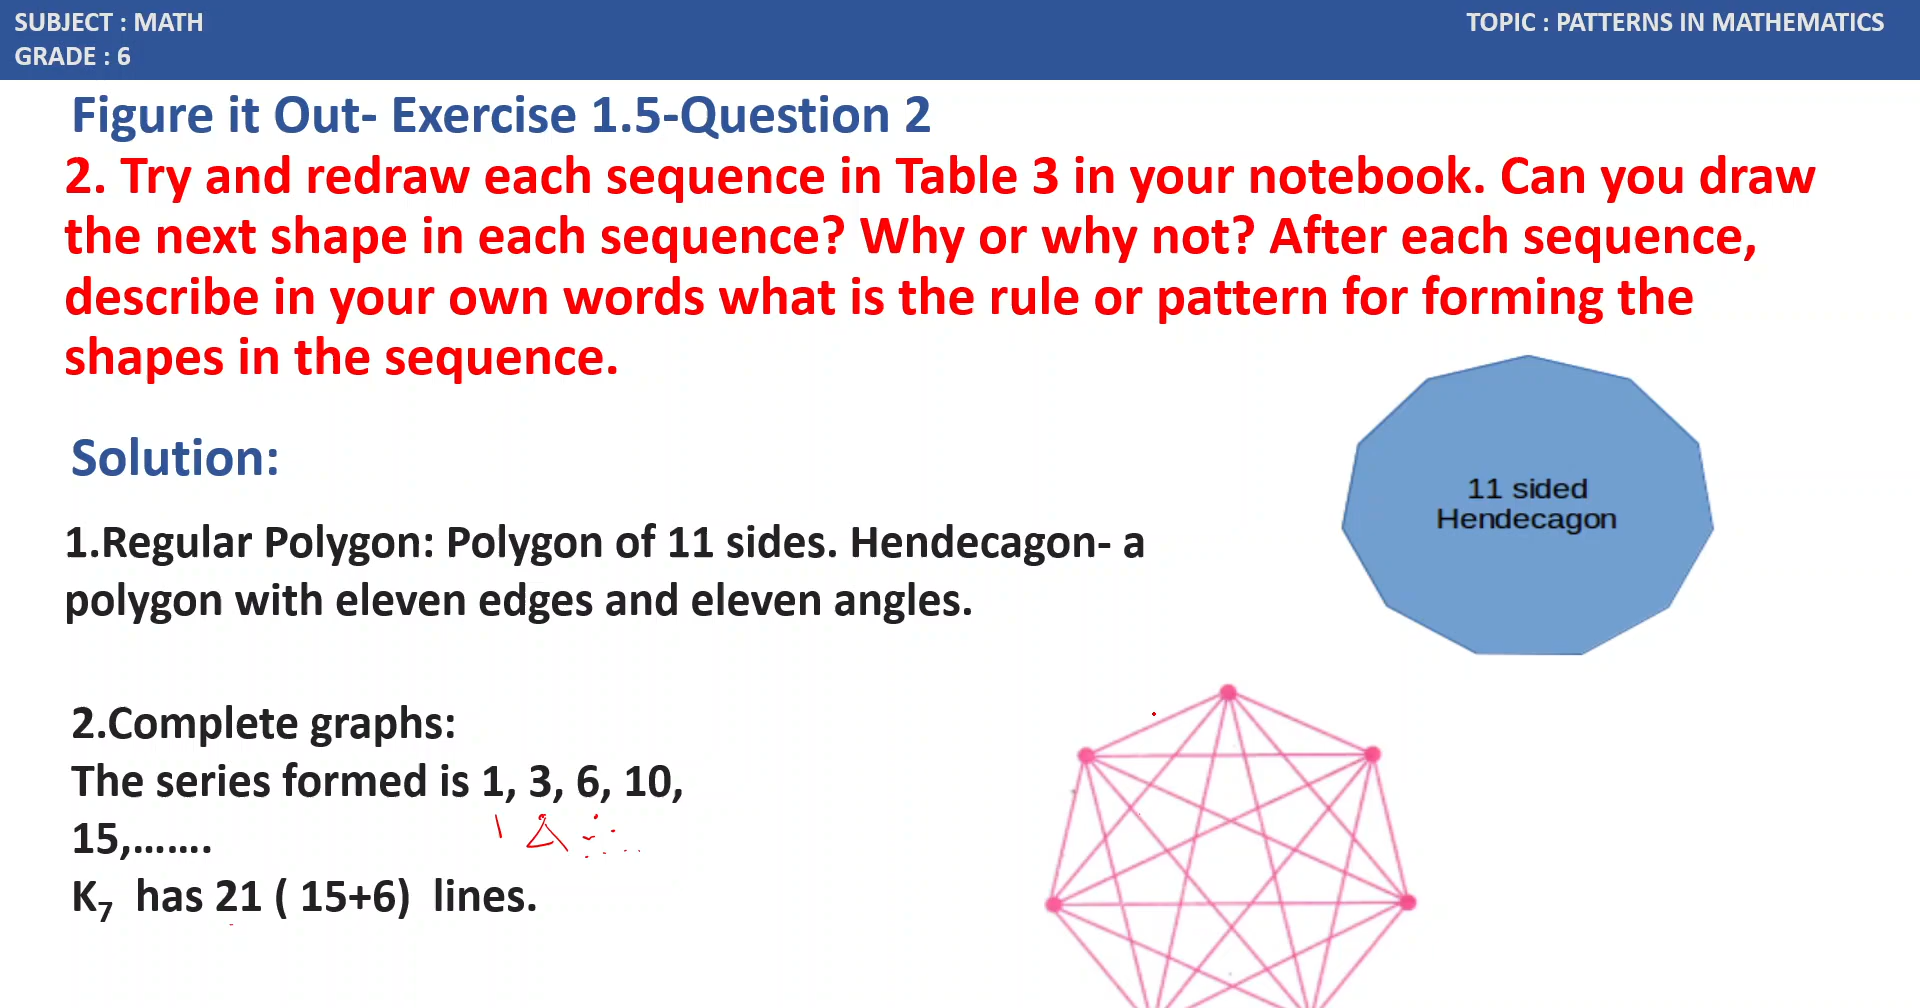 SUBJECT : MATH
TOPIC : PATTERNS IN MATHEMATICS
GRADE : 6
Figure it Out- Exercise 1.5-Question 2
2. Try and redraw each sequence in Table 3 in your notebook. Can you draw
the next shape in each sequence? Why or why not? After each sequence,
describe in your own words what is the rule or pattern for forming the
shapes in the sequence.
Solution:
11 sided
Hendecagon
1.Regular Polygon: Polygon of 11 sides. Hendecagon- a
polygon with eleven edges and eleven angles.
2.Complete graphs:
The series formed is 1, 3, 6, 10,
15,.......
K₇ has 21 ( 15+6) lines.